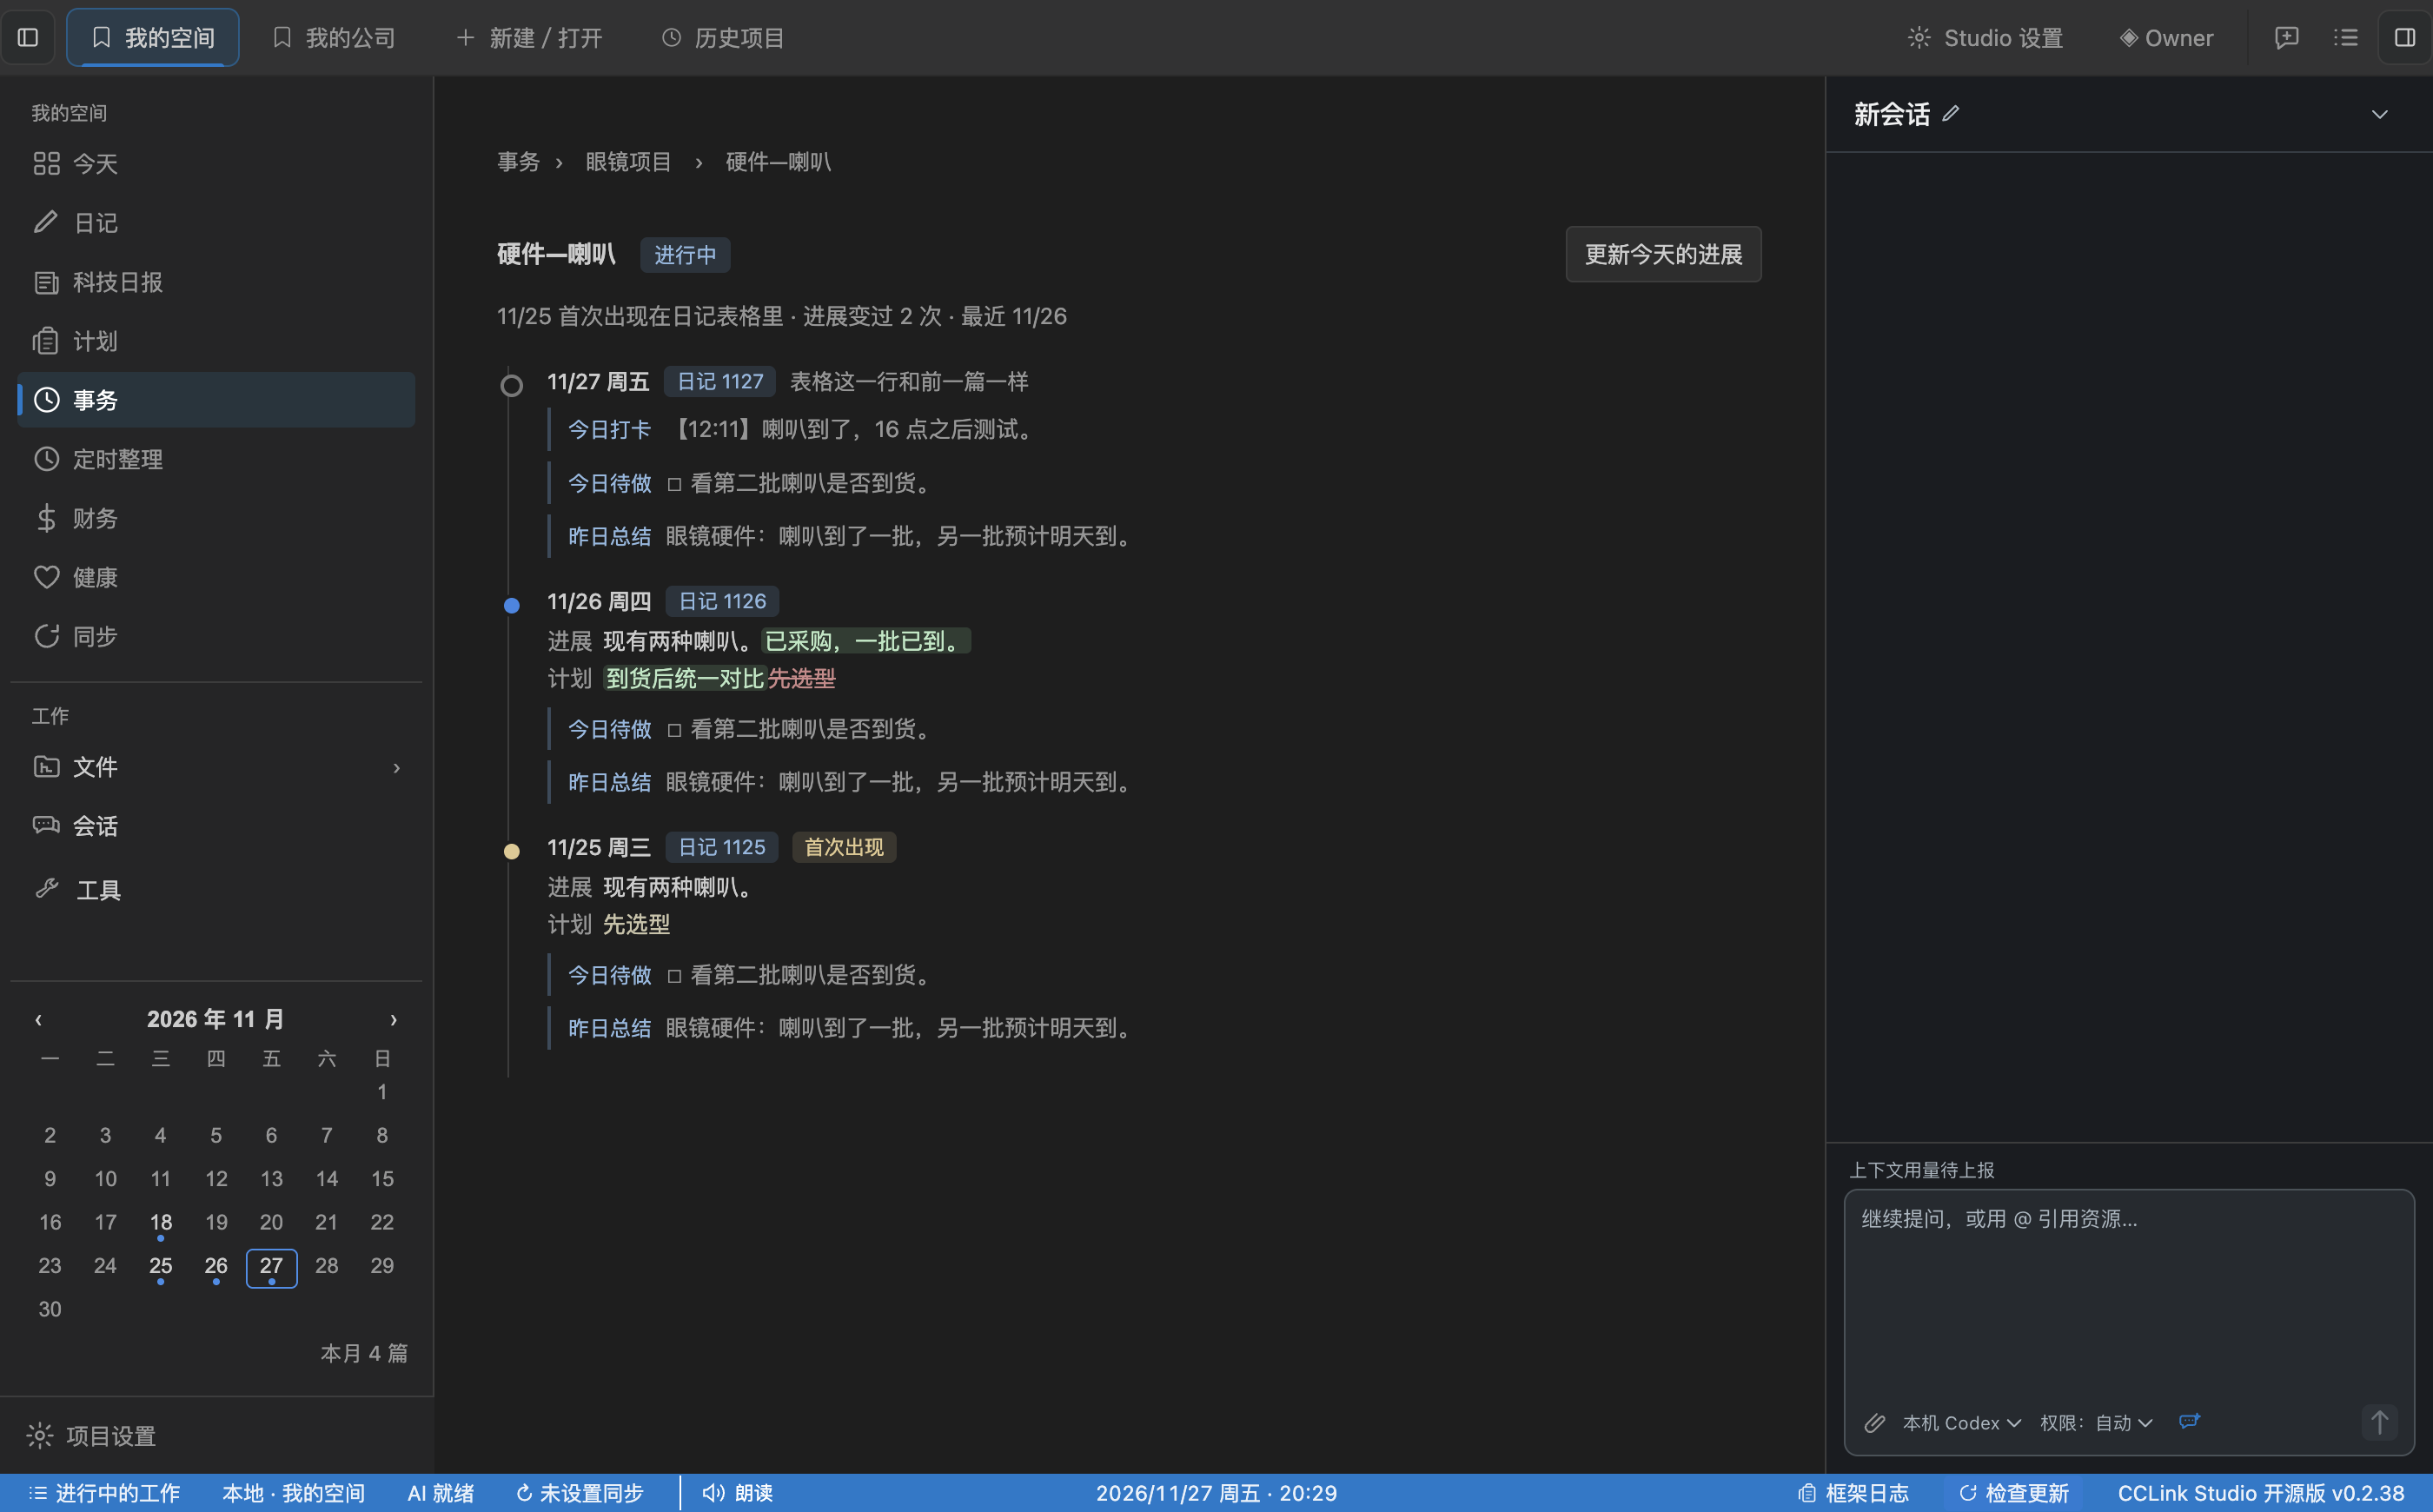 我的空间
我的公司
新建 / 打开
历史项目
Studio 设置
Owner
我的空间
今天
日记
科技日报
计划
事务
定时整理
财务
健康
同步
工作
文件
会话
工具
2026 年 11 月
一 二 三 四 五 六 日
1
2 3 4 5 6 7 8
9 10 11 12 13 14 15
16 17 18 19 20 21 22
23 24 25 26 27 28 29
30
本月 4 篇
项目设置
事务 › 眼镜项目 › 硬件—喇叭
硬件—喇叭 进行中
更新今天的进展
11/25 首次出现在日记表格里 · 进展变过 2 次 · 最近 11/26
11/27 周五 日记 1127 表格这一行和前一篇一样
今日打卡 【12:11】喇叭到了，16 点之后测试。
今日待做 □ 看第二批喇叭是否到货。
昨日总结 眼镜硬件：喇叭到了一批，另一批预计明天到。
11/26 周四 日记 1126
进展 现有两种喇叭。已采购，一批已到。
计划 到货后统一对比先选型
今日待做 □ 看第二批喇叭是否到货。
昨日总结 眼镜硬件：喇叭到了一批，另一批预计明天到。
11/25 周三 日记 1125 首次出现
进展 现有两种喇叭。
计划 先选型
今日待做 □ 看第二批喇叭是否到货。
昨日总结 眼镜硬件：喇叭到了一批，另一批预计明天到。
新会话
上下文用量待上报
继续提问，或用 @ 引用资源...
本机 Codex 权限：自动
进行中的工作
本地 · 我的空间
AI 就绪
未设置同步
朗读
2026/11/27 周五 · 20:29
框架日志
检查更新
CCLink Studio 开源版 v0.2.38